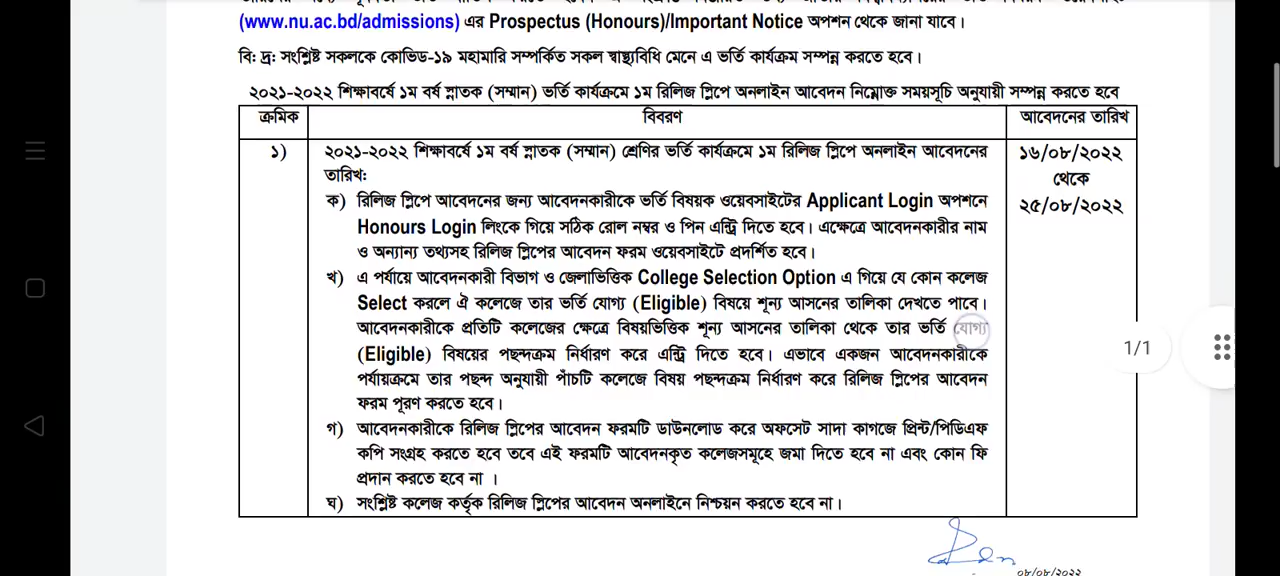 (www.nu.ac.bd/admissions) এর Prospectus (Honours)/Important Notice অপশন থেকে জানা যাবে।
বি: দ্র: সংশ্লিষ্ট সকলকে কোভিড-১৯ মহামারি সম্পর্কিত সকল স্বাস্থ্যবিধি মেনে এ ভর্তি কার্যক্রম সম্পন্ন করতে হবে।
২০২১-২০২২ শিক্ষাবর্ষে ১ম বর্ষ স্নাতক (সম্মান) ভর্তি কার্যক্রমে ১ম রিলিজ স্লিপে অনলাইন আবেদন নিম্নোক্ত সময়সূচি অনুযায়ী সম্পন্ন করতে হবে
ক্রমিক বিবরণ আবেদনের তারিখ
১) ২০২১-২০২২ শিক্ষাবর্ষে ১ম বর্ষ স্নাতক (সম্মান) শ্রেণির ভর্তি কার্যক্রমে ১ম রিলিজ স্লিপে অনলাইন আবেদনের ১৬/০৮/২০২২
তারিখঃ থেকে
ক) রিলিজ স্লিপে আবেদনের জন্য আবেদনকারীকে ভর্তি বিষয়ক ওয়েবসাইটের Applicant Login অপশনে ২৫/০৮/২০২২
Honours Login লিংকে গিয়ে সঠিক রোল নম্বর ও পিন এন্ট্রি দিতে হবে। এক্ষেত্রে আবেদনকারীর নাম
ও অন্যান্য তথ্যসহ রিলিজ স্লিপের আবেদন ফরম ওয়েবসাইটে প্রদর্শিত হবে।
খ) এ পর্যায়ে আবেদনকারী বিভাগ ও জেলাভিত্তিক College Selection Option এ গিয়ে যে কোন কলেজ
Select করলে ঐ কলেজে তার ভর্তি যোগ্য (Eligible) বিষয়ে শূন্য আসনের তালিকা দেখতে পাবে।
আবেদনকারীকে প্রতিটি কলেজের ক্ষেত্রে বিষয়ভিত্তিক শূন্য আসনের তালিকা থেকে তার ভর্তি যোগ্য
(Eligible) বিষয়ের পছন্দক্রম নির্ধারণ করে এন্ট্রি দিতে হবে। এভাবে একজন আবেদনকারীকে
পর্যায়ক্রমে তার পছন্দ অনুযায়ী পাঁচটি কলেজে বিষয় পছন্দক্রম নির্ধারণ করে রিলিজ স্লিপের আবেদন
ফরম পূরণ করতে হবে।
গ) আবেদনকারীকে রিলিজ স্লিপের আবেদন ফরমটি ডাউনলোড করে অফসেট সাদা কাগজে প্রিন্ট/পিডিএফ
কপি সংগ্রহ করতে হবে তবে এই ফরমটি আবেদনকৃত কলেজসমূহে জমা দিতে হবে না এবং কোন ফি
প্রদান করতে হবে না ।
ঘ) সংশ্লিষ্ট কলেজ কর্তৃক রিলিজ স্লিপের আবেদন অনলাইনে নিশ্চয়ন করতে হবে না।
1/1
০৮/০৮/২০২২